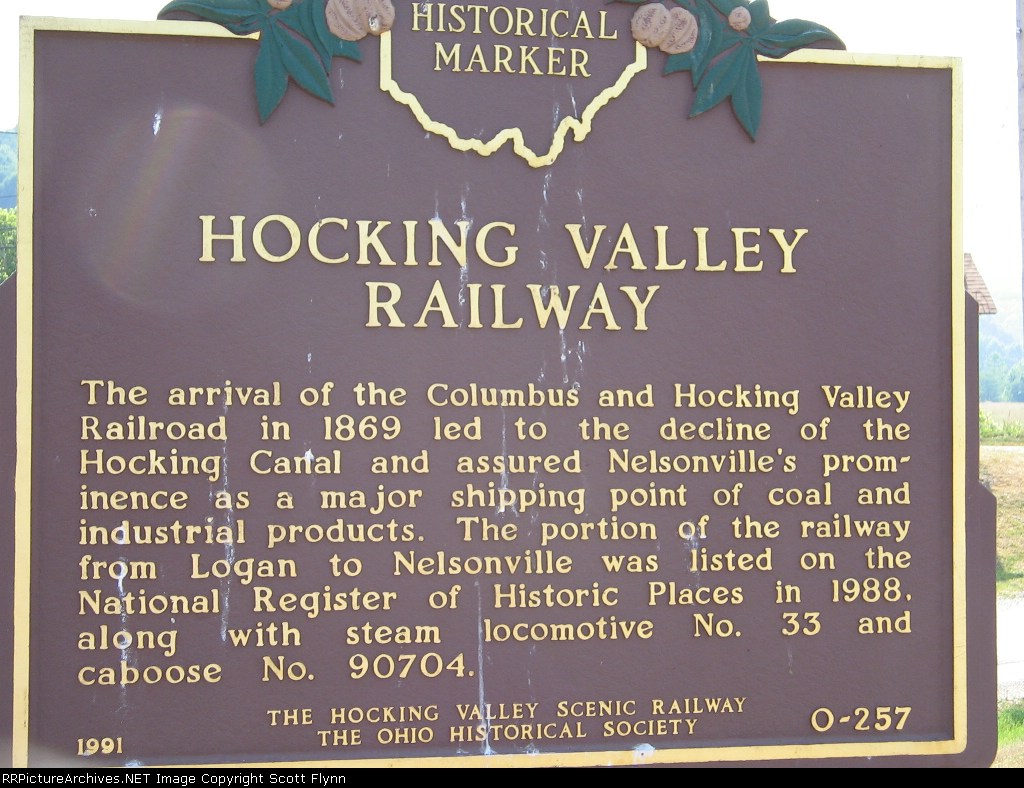 HISTORICAL
MARKER
HOCKING VALLEY
RAILWAY
The arrival of the Columbus and Hocking Valley
Railroad in 1869 led to the decline of the
Hocking Canal and assured Nelsonville's prom-
inence as a major shipping point of coal and
industrial products. The portion of the railway
from Logan to Nelsonville was listed on the
National Register of Historic Places in 1988,
along with steam locomotive No. 33 and
caboose No. 90704.
THE HOCKING VALLEY SCENIC RAILWAY
THE OHIO HISTORICAL SOCIETY
1991
O-257
RRPictureArchives.NET Image Copyright Scott Flynn